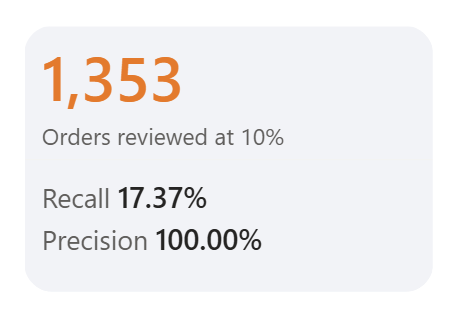 1,353
Orders reviewed at 10%
Recall 17.37%
Precision 100.00%